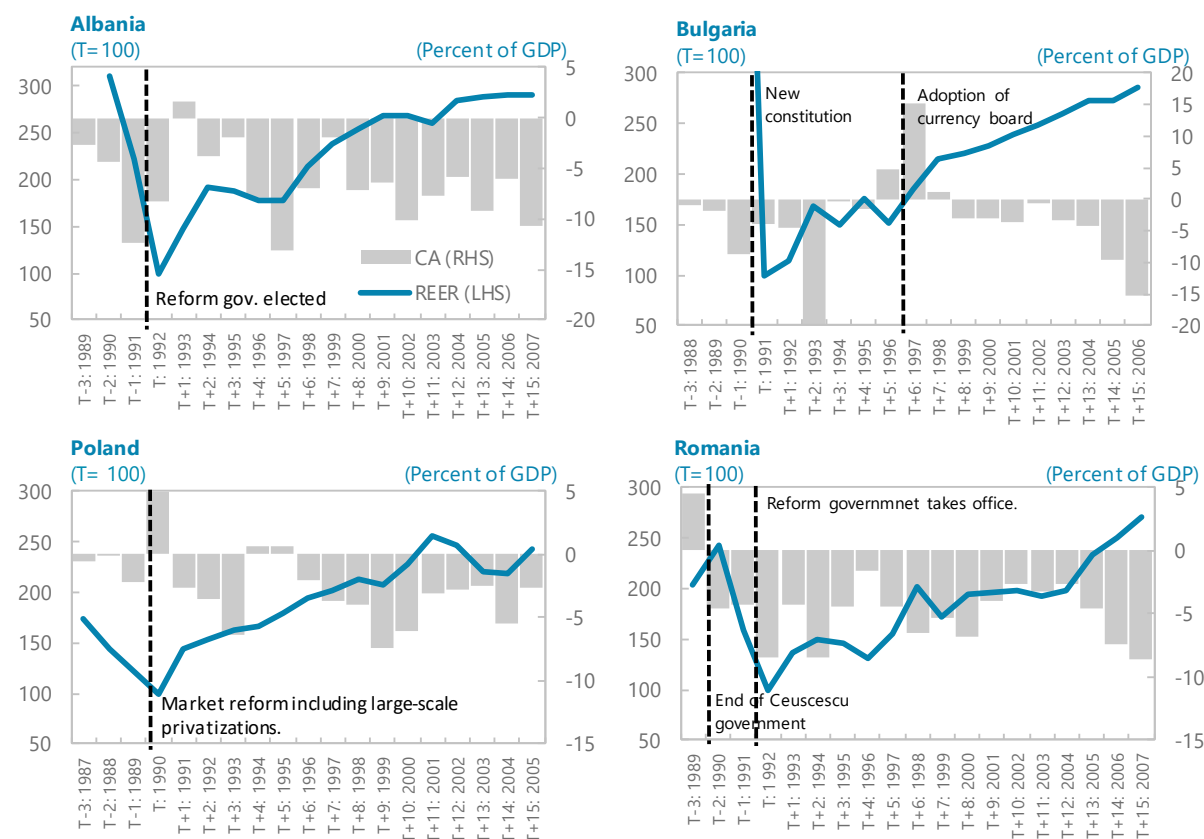 Albania
(T=100) (Percent of GDP)
300
250
200
150
100
50
5
0
-5
-10
-15
-20
CA (RHS)
REER (LHS)
Reform gov. elected
T-3: 1989
T-2: 1990
T-1: 1991
T: 1992
T+1: 1993
T+2: 1994
T+3: 1995
T+4: 1996
T+5: 1997
T+6: 1998
T+7: 1999
T+8: 2000
T+9: 2001
T+10: 2002
T+11: 2003
T+12: 2004
T+13: 2005
T+14: 2006
T+15: 2007
Bulgaria
(T=100) (Percent of GDP)
300
250
200
150
100
50
20
15
10
5
0
-5
-10
-15
-20
New
constitution
Adoption of
currency board
T-3: 1988
T-2: 1989
T-1: 1990
T: 1991
T+1: 1992
T+2: 1993
T+3: 1994
T+4: 1995
T+5: 1996
T+6: 1997
T+7: 1998
T+8: 1999
T+9: 2000
T+10: 2001
T+11: 2002
T+12: 2003
T+13: 2004
T+14: 2005
T+15: 2006
Poland
(T= 100) (Percent of GDP)
300
250
200
150
100
50
5
0
-5
-10
-15
Market reform including large-scale
privatizations.
T-3: 1987
T-2: 1988
T-1: 1989
T: 1990
T+1: 1991
T+2: 1992
T+3: 1993
T+4: 1994
T+5: 1995
T+6: 1996
T+7: 1997
T+8: 1998
T+9: 1999
T+10: 2000
T+11: 2001
T+12: 2002
T+13: 2003
T+14: 2004
T+15: 2005
Romania
(T=100) (Percent of GDP)
300
250
200
150
100
50
5
0
-5
-10
-15
Reform governmnet takes office.
End of Ceuscescu
government
T-3: 1989
T-2: 1990
T-1: 1991
T: 1992
T+1: 1993
T+2: 1994
T+3: 1995
T+4: 1996
T+5: 1997
T+6: 1998
T+7: 1999
T+8: 2000
T+9: 2001
T+10: 2002
T+11: 2003
T+12: 2004
T+13: 2005
T+14: 2006
T+15: 2007